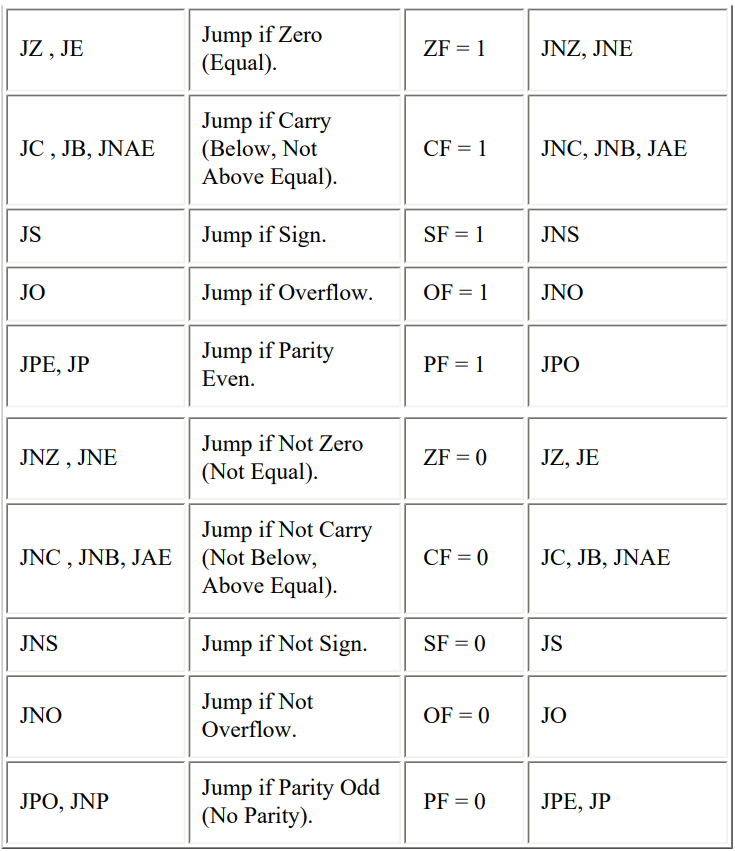 JZ , JE
Jump if Zero
(Equal).
ZF = 1
JNZ, JNE
JC , JB, JNAE
Jump if Carry
(Below, Not
Above Equal).
CF = 1
JNC, JNB, JAE
JS
Jump if Sign.
SF = 1
JNS
JO
Jump if Overflow.
OF = 1
JNO
JPE, JP
Jump if Parity
Even.
PF = 1
JPO
JNZ , JNE
Jump if Not Zero
(Not Equal).
ZF = 0
JZ, JE
JNC , JNB, JAE
Jump if Not Carry
(Not Below,
Above Equal).
CF = 0
JC, JB, JNAE
JNS
Jump if Not Sign.
SF = 0
JS
JNO
Jump if Not
Overflow.
OF = 0
JO
JPO, JNP
Jump if Parity Odd
(No Parity).
PF = 0
JPE, JP